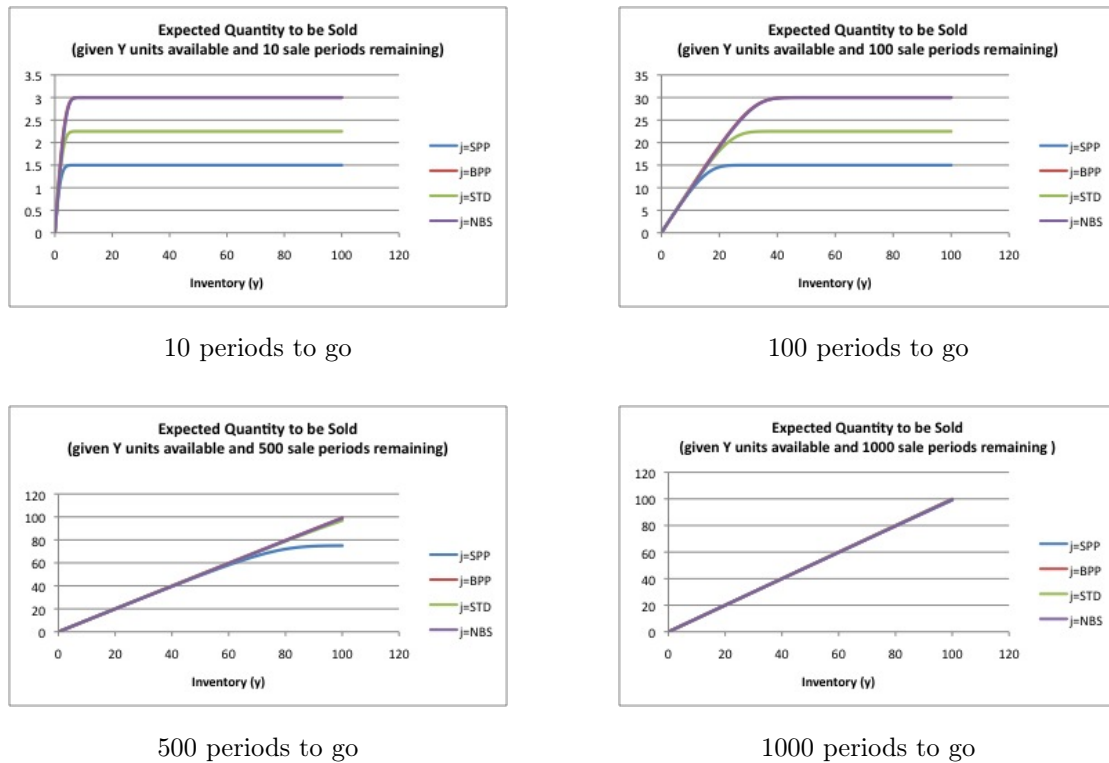 Expected Quantity to be Sold
(given Y units available and 10 sale periods remaining)
3.5
3
2.5
2
1.5
1
0.5
0
0 20 40 60 80 100 120
Inventory (y)
j=SPP
j=BPP
j=STD
j=NBS
10 periods to go
Expected Quantity to be Sold
(given Y units available and 100 sale periods remaining)
35
30
25
20
15
10
5
0
0 20 40 60 80 100 120
Inventory (y)
j=SPP
j=BPP
j=STD
j=NBS
100 periods to go
Expected Quantity to be Sold
(given Y units available and 500 sale periods remaining)
120
100
80
60
40
20
0
0 20 40 60 80 100 120
Inventory (y)
j=SPP
j=BPP
j=STD
j=NBS
500 periods to go
Expected Quantity to be Sold
(given Y units available and 1000 sale periods remaining )
120
100
80
60
40
20
0
0 20 40 60 80 100 120
Inventory (y)
j=SPP
j=BPP
j=STD
j=NBS
1000 periods to go